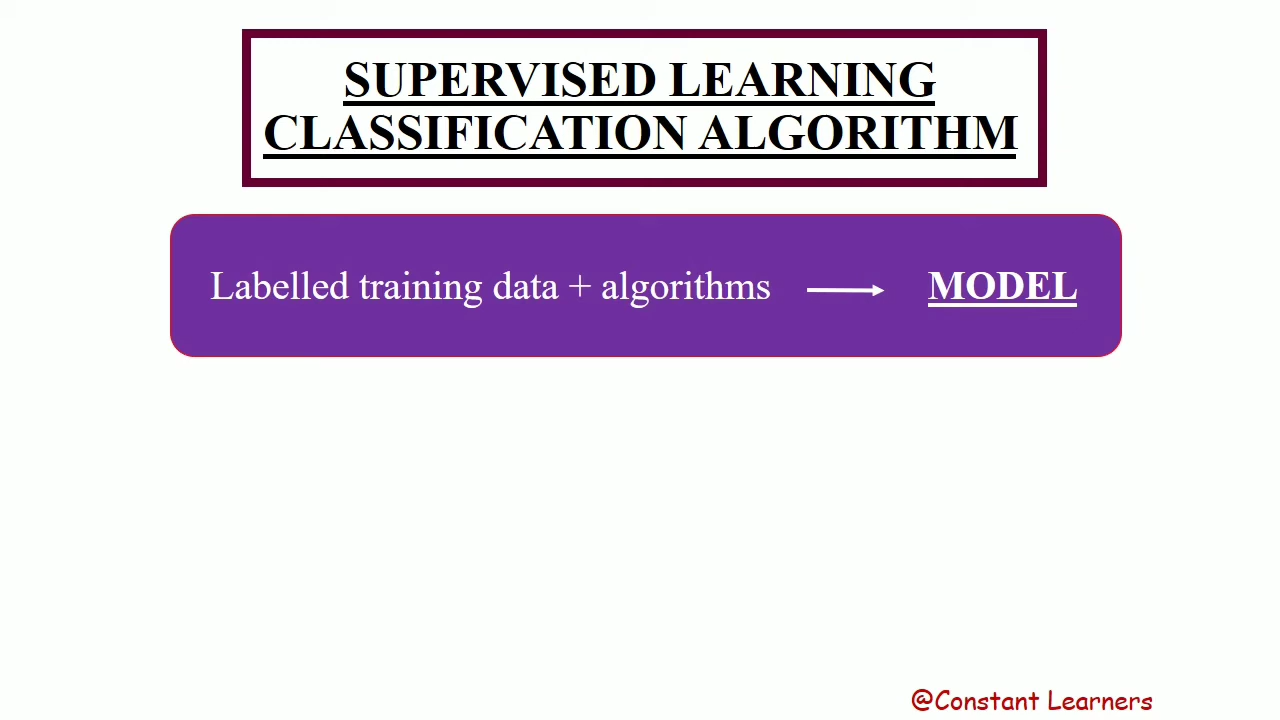 SUPERVISED LEARNING
CLASSIFICATION ALGORITHM
Labelled training data + algorithms → MODEL
@Constant Learners